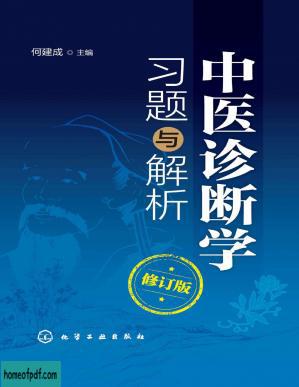 何建成 主编
中医诊断学
习题与解析
修订版
化学工业出版社
homeofpdf.com